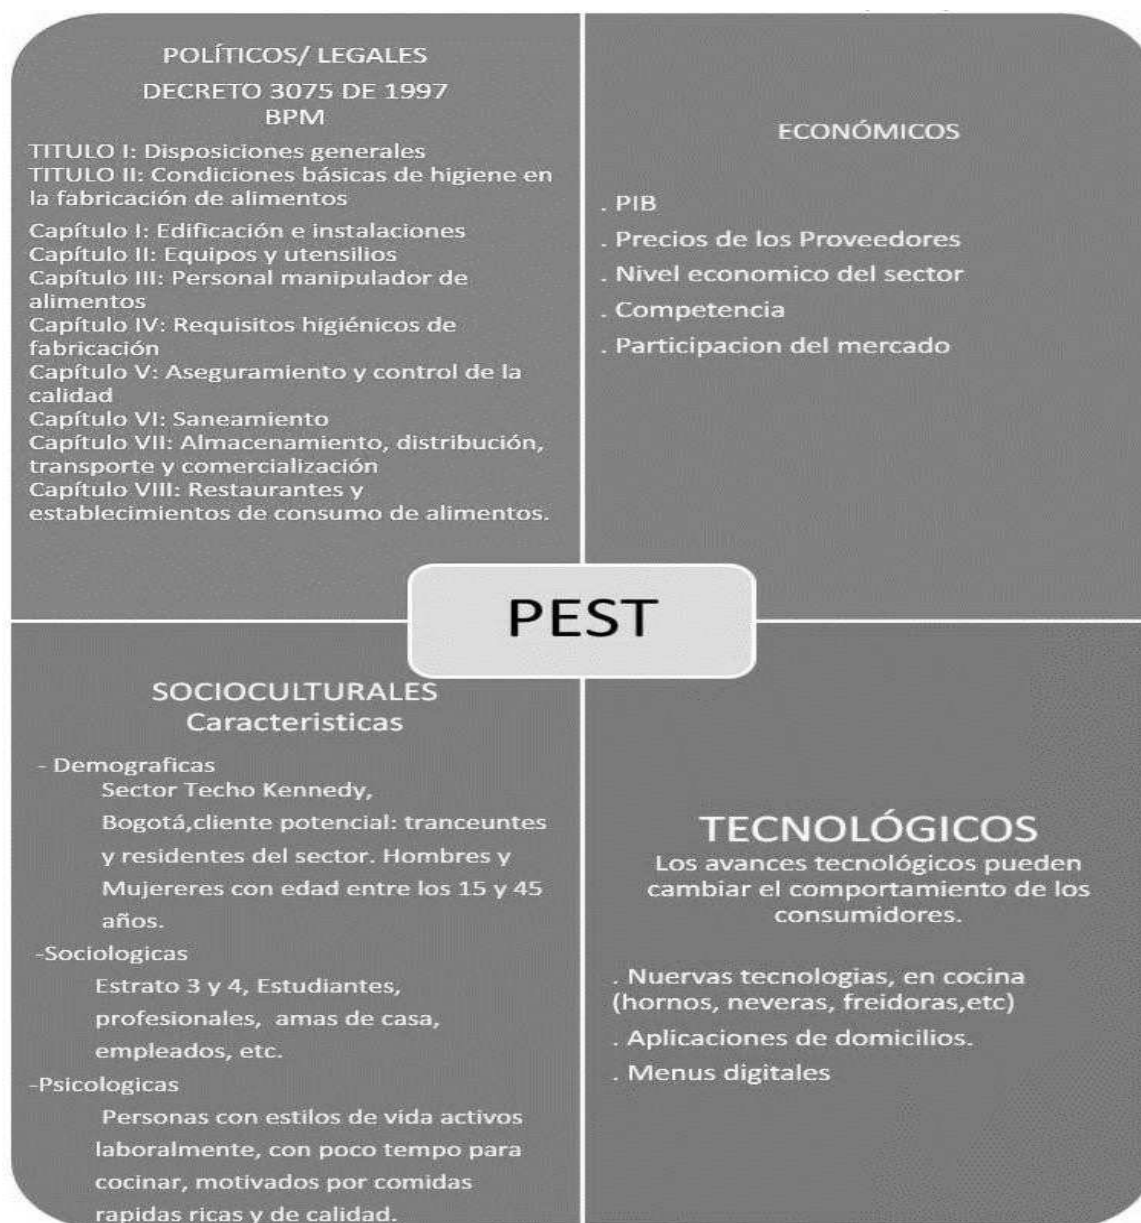 POLÍTICOS/ LEGALES
DECRETO 3075 DE 1997
BPM
TITULO I: Disposiciones generales
TITULO II: Condiciones básicas de higiene en
la fabricación de alimentos
Capítulo I: Edificación e instalaciones
Capítulo II: Equipos y utensilios
Capítulo III: Personal manipulador de
alimentos
Capítulo IV: Requisitos higiénicos de
fabricación
Capítulo V: Aseguramiento y control de la
calidad
Capítulo VI: Saneamiento
Capítulo VII: Almacenamiento, distribución,
transporte y comercialización
Capítulo VIII: Restaurantes y
establecimientos de consumo de alimentos.
ECONÓMICOS
. PIB
. Precios de los Proveedores
. Nivel economico del sector
. Competencia
. Participacion del mercado
PEST
SOCIOCULTURALES
Caracteristicas
- Demograficas
Sector Techo Kennedy,
Bogotá,cliente potencial: tranceuntes
y residentes del sector. Hombres y
Mujereres con edad entre los 15 y 45
años.
-Sociologicas
Estrato 3 y 4, Estudiantes,
profesionales, amas de casa,
empleados, etc.
-Psicologicas
Personas con estilos de vida activos
laboralmente, con poco tempo para
cocinar, motivados por comidas
rapidas ricas y de calidad.
TECNOLÓGICOS
Los avances tecnológicos pueden
cambiar el comportamiento de los
consumidores.
. Nuervas tecnologias, en cocina
(hornos, neveras, freidoras,etc)
. Aplicaciones de domicilios.
. Menus digitales